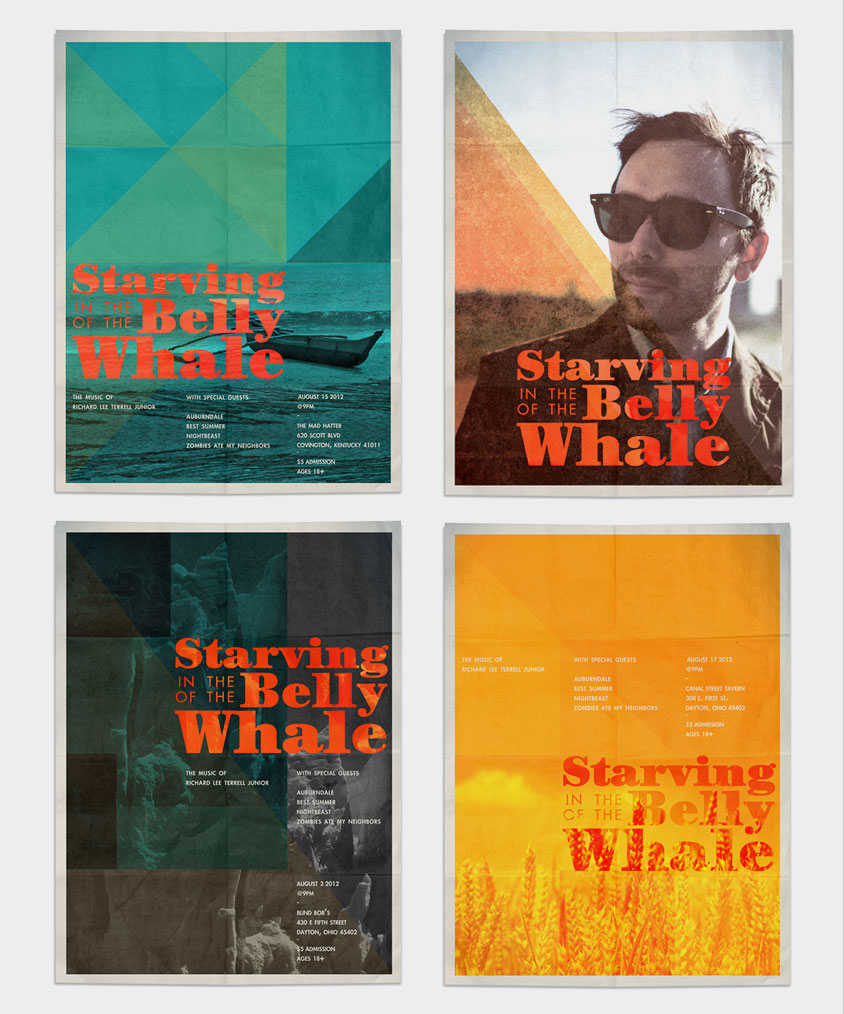 Starving
IN THE
OF THE Belly
Whale
THE MUSIC OF
RICHARD LEE TERRELL JUNIOR
WITH SPECIAL GUESTS
AUBURNDALE
BEST SUMMER
NIGHTBEAST
ZOMBIES ATE MY NEIGHBORS
AUGUST 15 2012
@9PM
-
THE MAD HATTER
620 SCOTT BLVD
COVINGTON, KENTUCKY 41011
-
$5 ADMISSION
AGES 18+
Starving
IN THE
OF THE Belly
Whale
Starving
IN THE
OF THE Belly
Whale
THE MUSIC OF
RICHARD LEE TERRELL JUNIOR
WITH SPECIAL GUESTS
-
AUBURNDALE
BEST SUMMER
NIGHTBEAST
ZOMBIES ATE MY NEIGHBORS
AUGUST 3 2012
@9PM
-
BLIND BOB'S
430 E FIFTH STREET
DAYTON, OHIO 45402
-
$5 ADMISSION
AGES 18+
THE MUSIC OF
RICHARD LEE TERRELL JUNIOR
WITH SPECIAL GUESTS
-
AUBURNDALE
BEST SUMMER
NIGHTBEAST
ZOMBIES ATE MY NEIGHBORS
AUGUST 17 2012
@9PM
-
CANAL STREET TAVERN
308 E. FIRST ST.
DAYTON, OHIO 45402
-
$5 ADMISSION
AGES 18+
Starving
IN THE
OF THE Belly
Whale